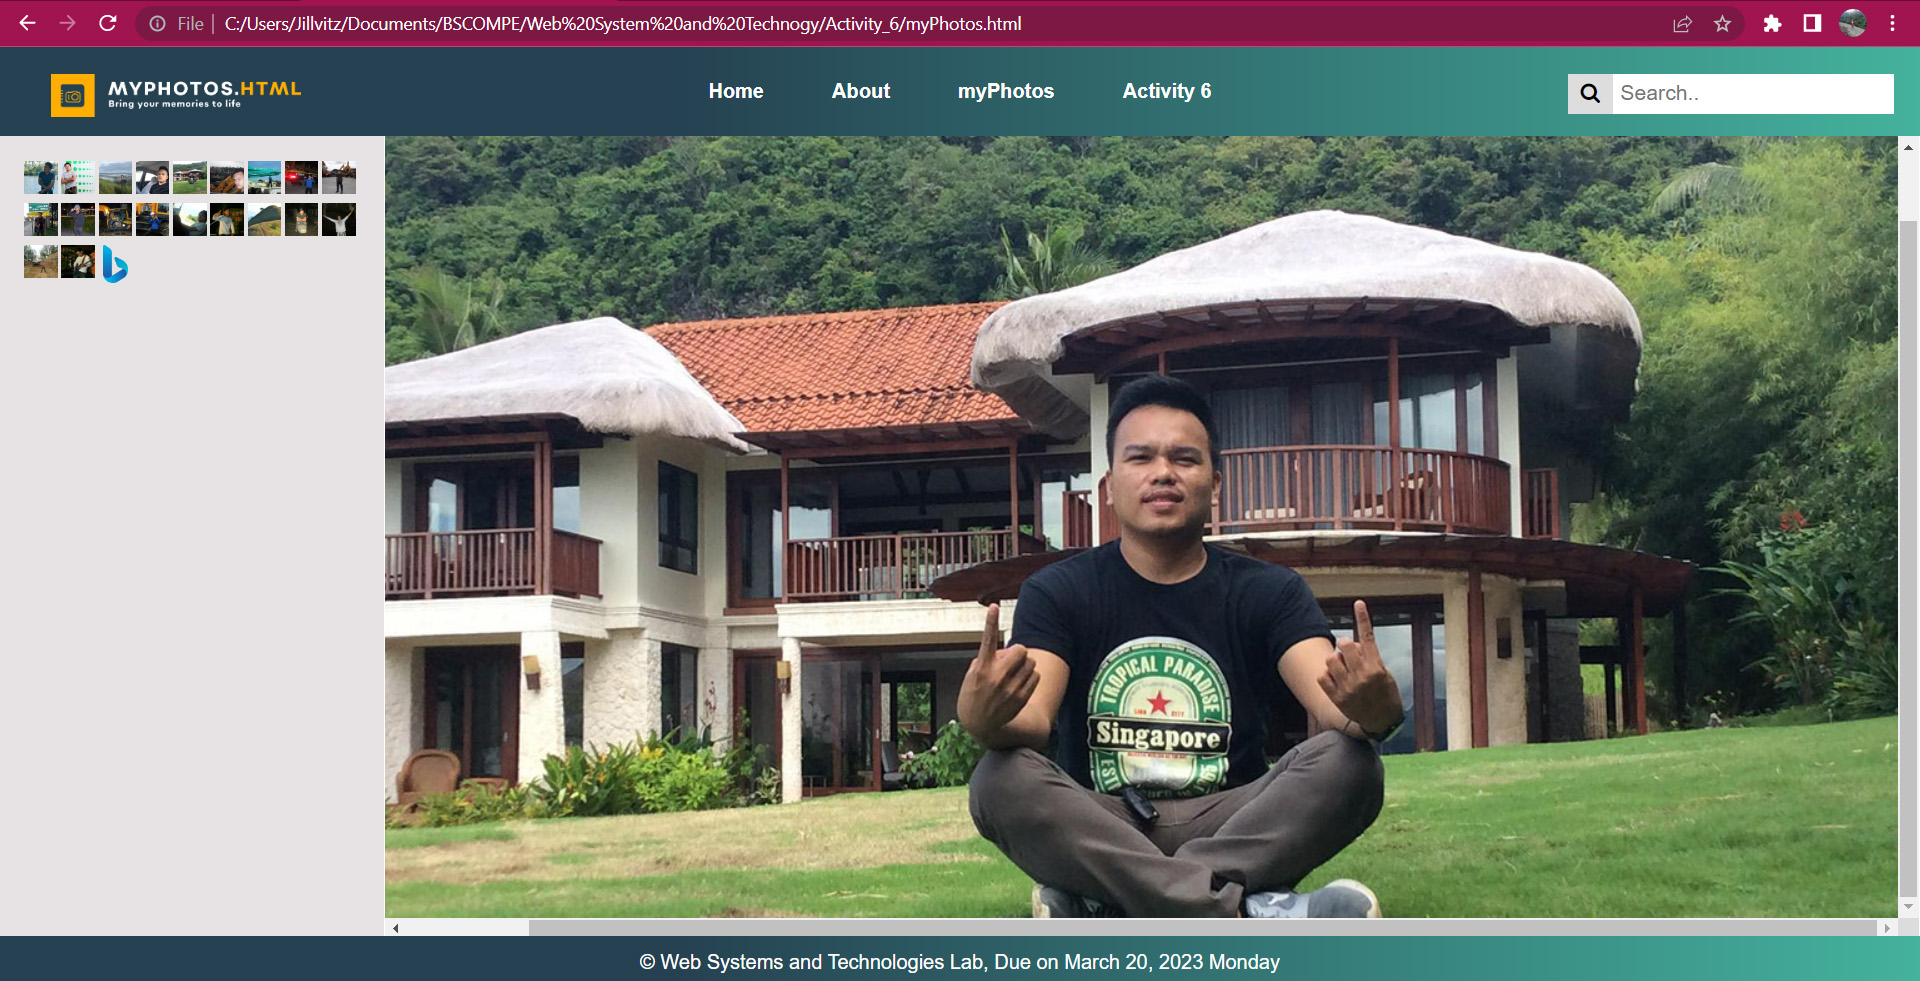 File | C:/Users/Jillvitz/Documents/BSCOMPE/Web%20System%20and%20Technogy/Activity_6/myPhotos.html
MYPHOTOS.HTML
Bring your memories to life
Home About myPhotos Activity 6
Search..
TROPICAL PARADISE
LION CITY
Singapore
© Web Systems and Technologies Lab, Due on March 20, 2023 Monday